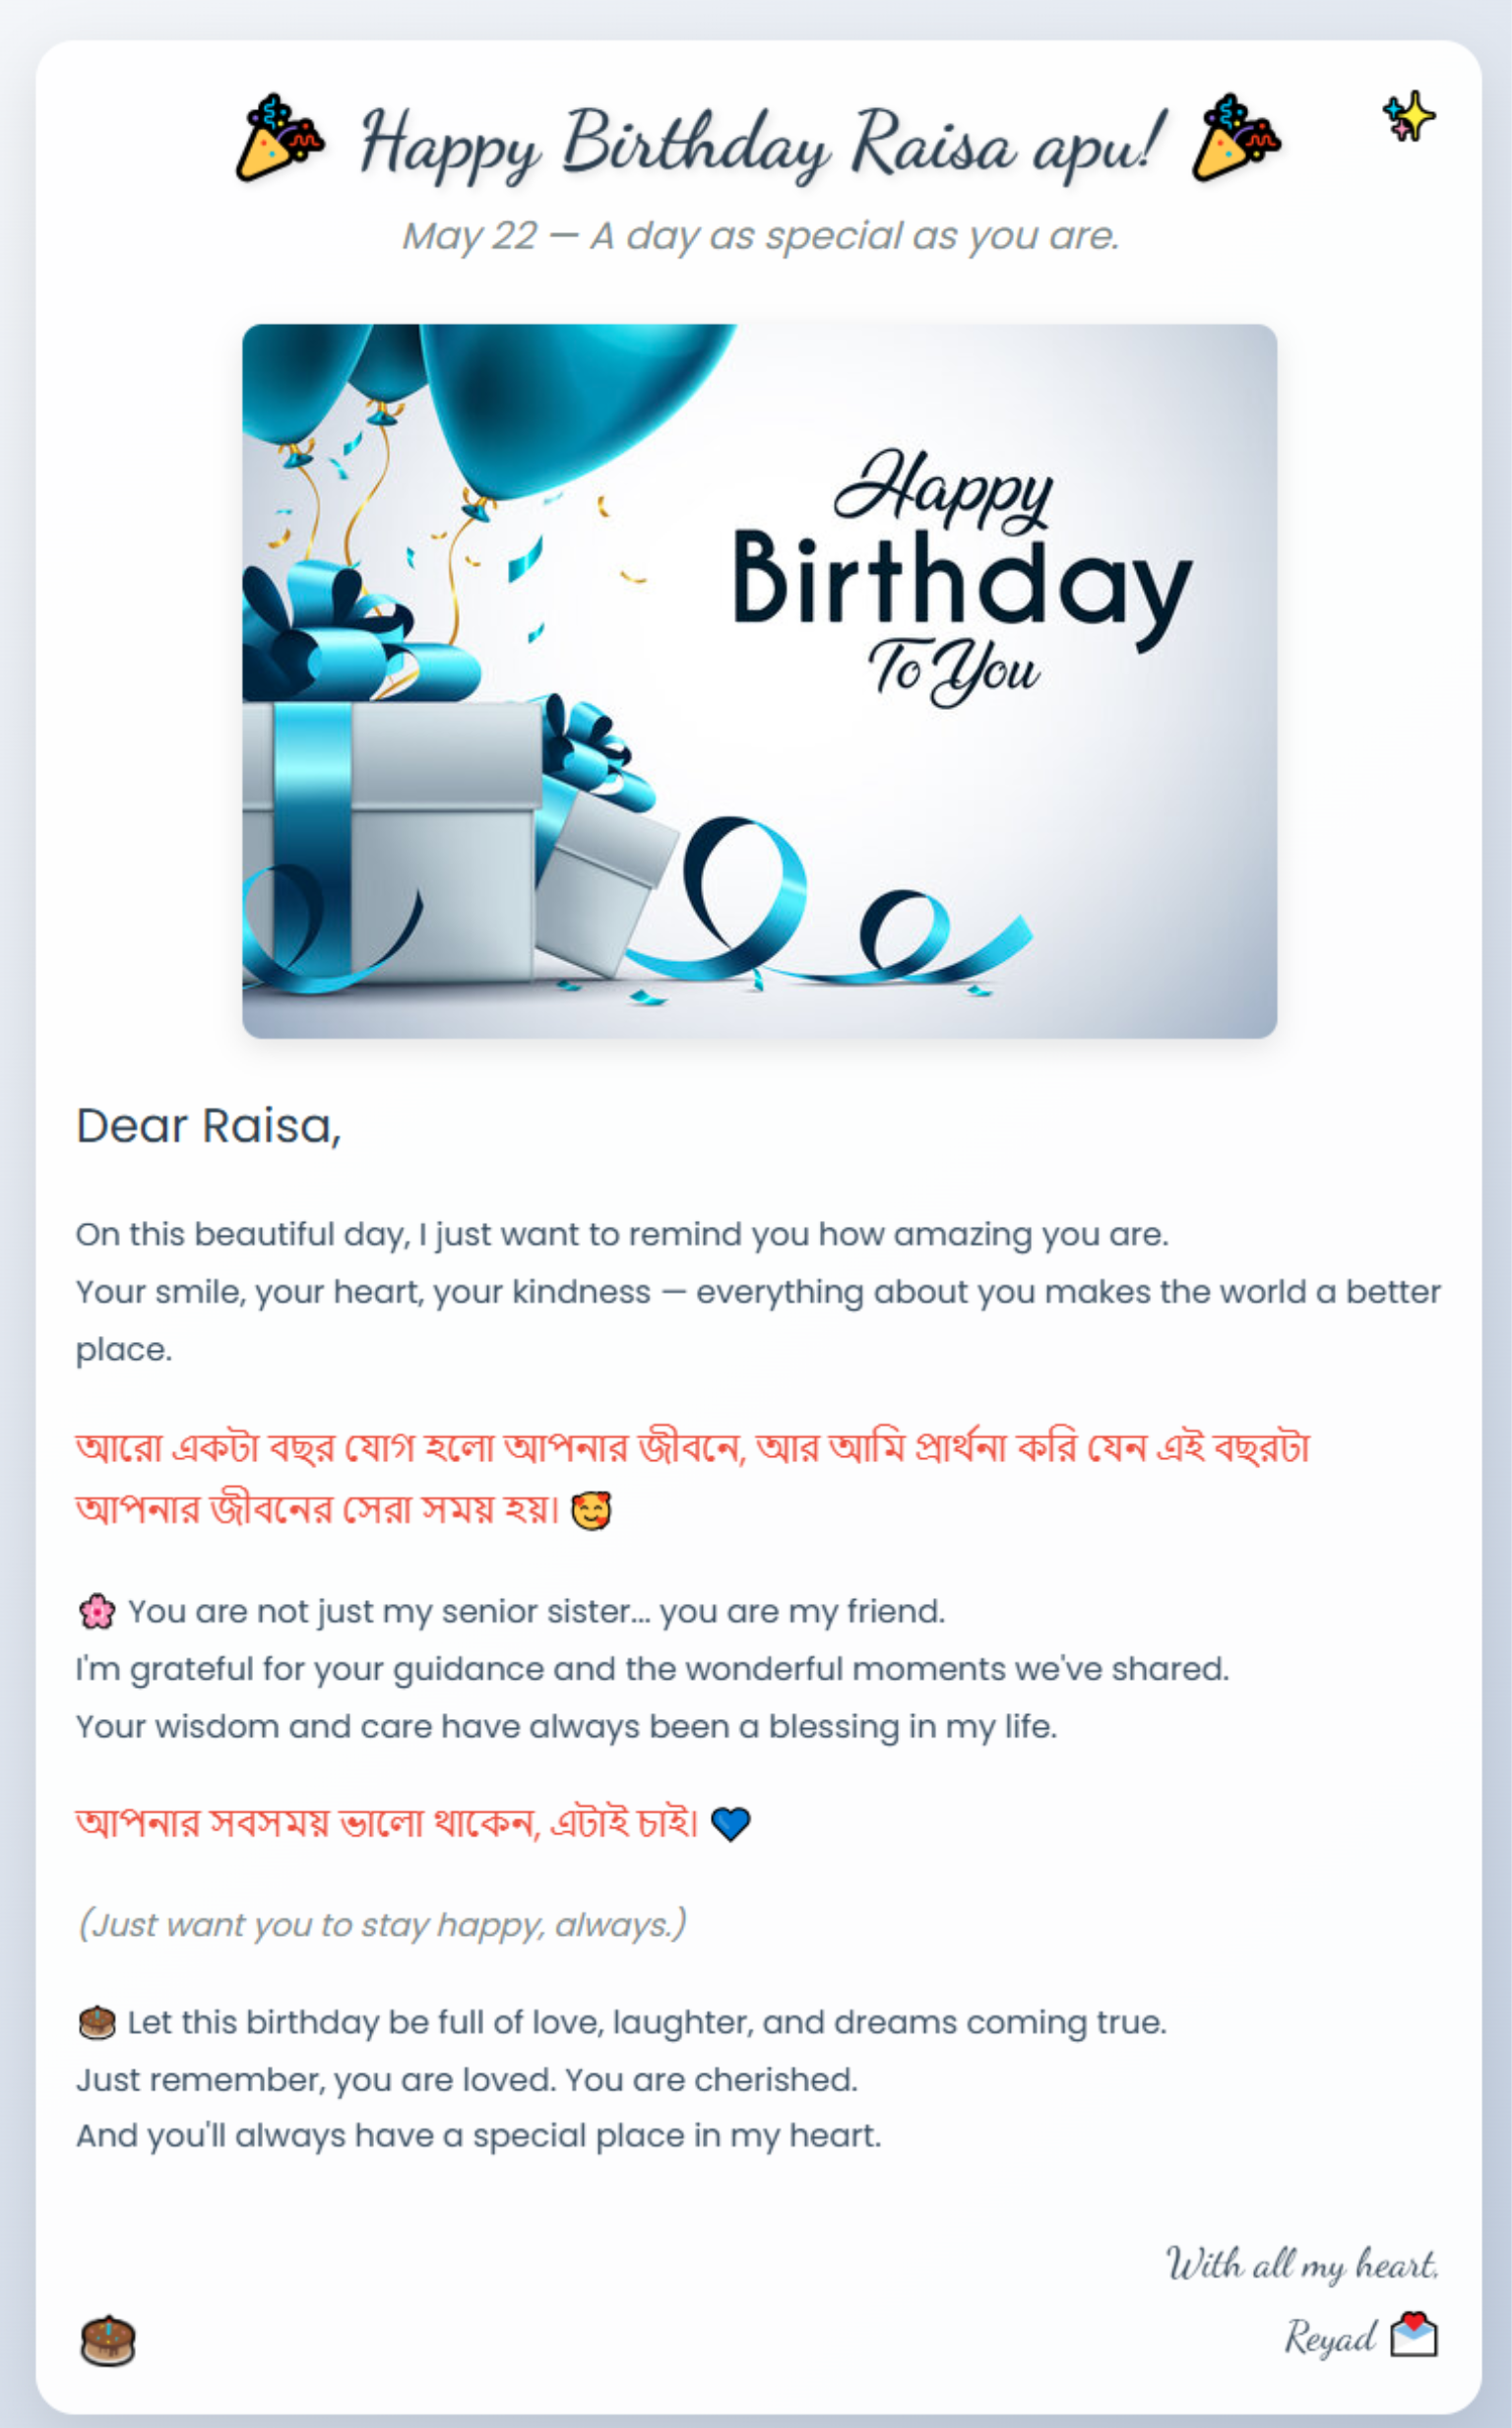 🎉 Happy Birthday Raisa apu! 🎉 ✨
May 22 — A day as special as you are.
Happy
Birthday
To You
Dear Raisa,
On this beautiful day, I just want to remind you how amazing you are.
Your smile, your heart, your kindness — everything about you makes the world a better
place.
আরো একটা বছর যোগ হলো আপনার জীবনে, আর আমি প্রার্থনা করি যেন এই বছরটা
আপনার জীবনের সেরা সময় হয়। 🥰
🌸 You are not just my senior sister... you are my friend.
I'm grateful for your guidance and the wonderful moments we've shared.
Your wisdom and care have always been a blessing in my life.
আপনার সবসময় ভালো থাকেন, এটাই চাই। 💙
(Just want you to stay happy, always.)
🎂 Let this birthday be full of love, laughter, and dreams coming true.
Just remember, you are loved. You are cherished.
And you'll always have a special place in my heart.
With all my heart,
Reyad 💌